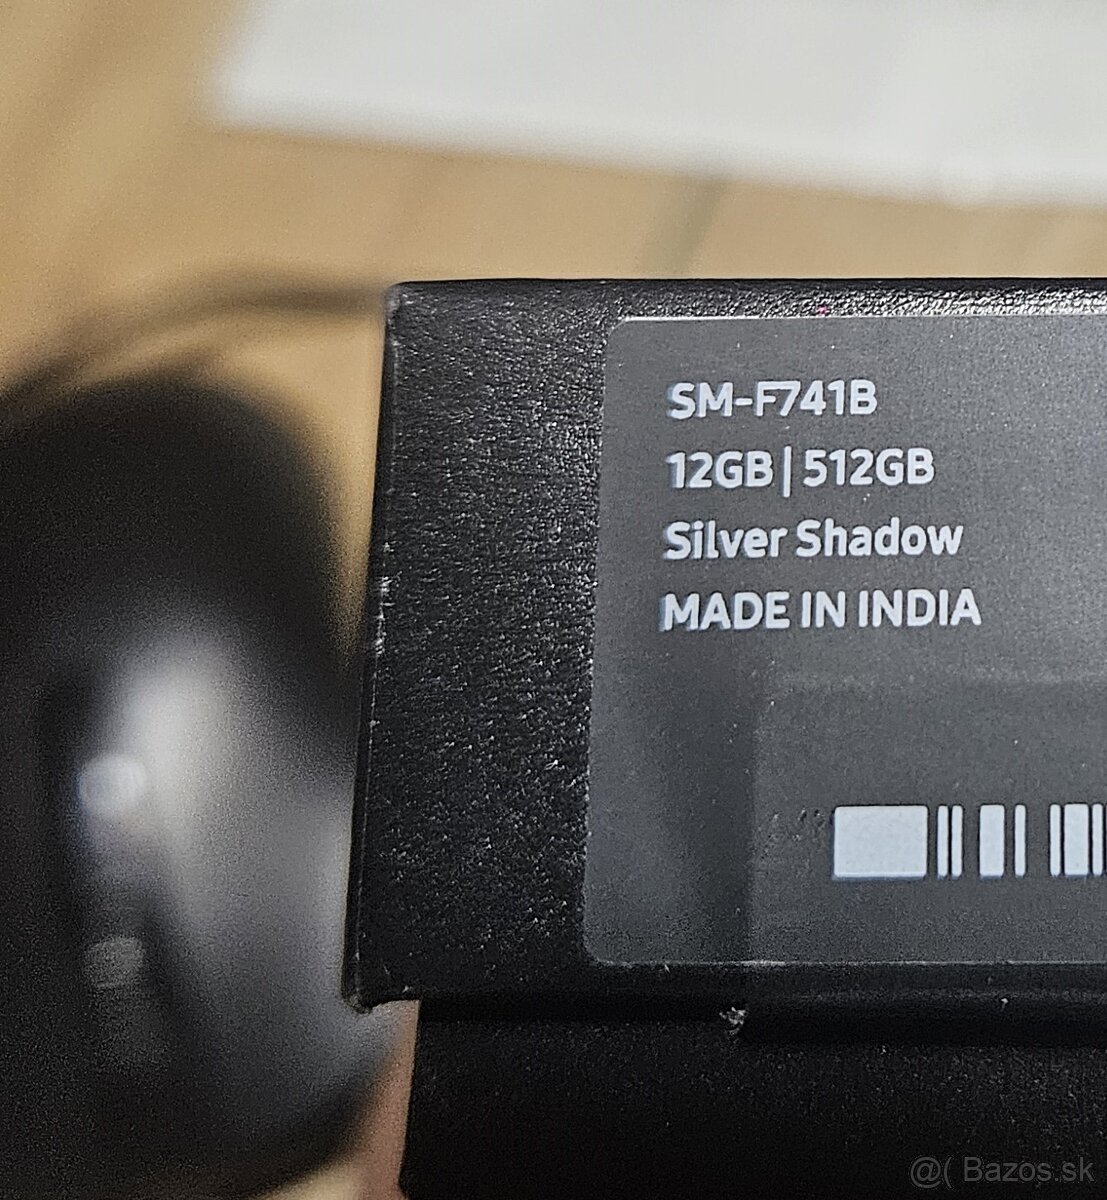 SM-F741B
12GB | 512GB
Silver Shadow
MADE IN INDIA
@( Bazos.sk